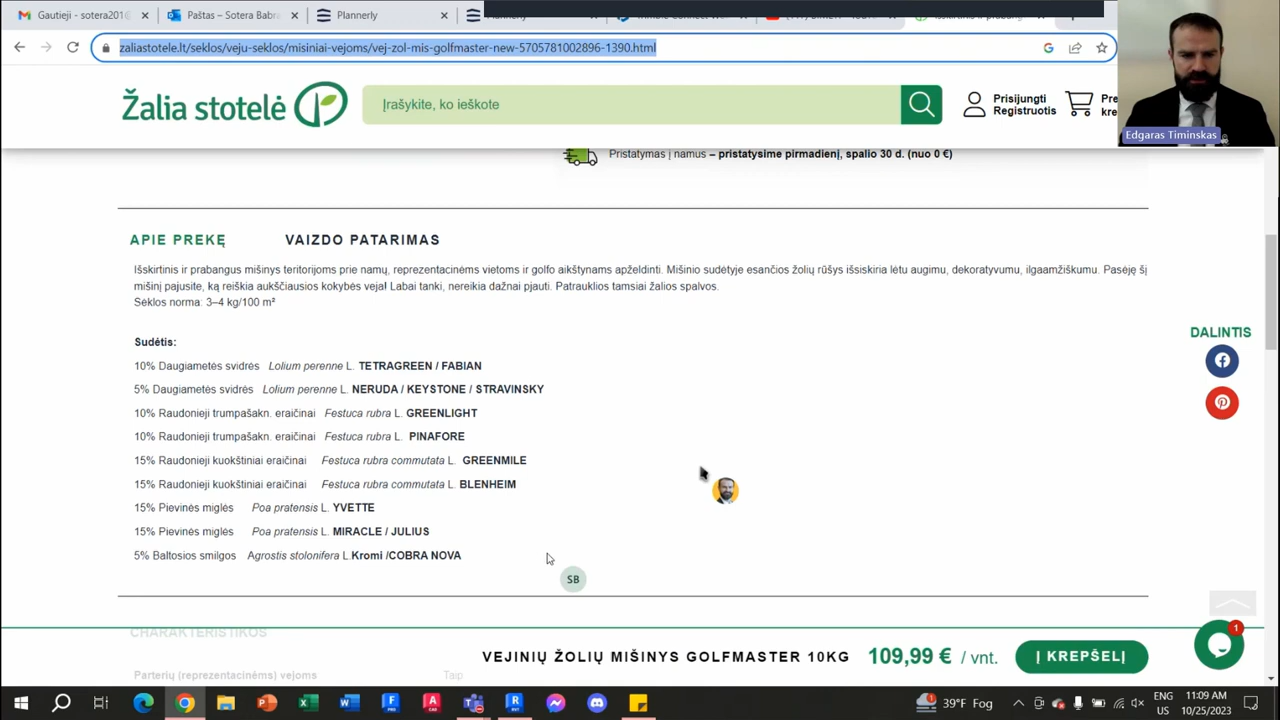 Gautieji – sotera201@
Paštas – Sotera Babra
Plannerly
zaliastotele.lt/seklos/veju-seklos/misiniai-vejoms/vej-zol-mis-golfmaster-new-5705781002896-1390.html
Žalia stotelė
Įrašykite, ko ieškote
Prisijungti
Registruotis
Pre
kre
Edgaras Timinskas
Pristatymas į namus – pristatysime pirmadienį, spalio 30 d. (nuo 0 €)
APIE PREKĘ
VAIZDO PATARIMAS
Išskirtinis ir prabangus mišinys teritorijoms prie namų, reprezentacinėms vietoms ir golfo aikštynams apželdinti. Mišinio sudėtyje esančios žolių rūšys išsiskiria lėtu augimu, dekoratyvumu, ilgaamžiškumu. Pasėję šį
mišinį pajusite, ką reiškia aukščiausios kokybės veja! Labai tanki, nereikia dažnai pjauti. Patrauklios tamsiai žalios spalvos.
Sėklos norma: 3–4 kg/100 m²
Sudėtis:
10% Daugiametės svidrės Lolium perenne L. TETRAGREEN / FABIAN
5% Daugiametės svidrės Lolium perenne L. NERUDA / KEYSTONE / STRAVINSKY
10% Raudonieji trumpašakn. eraičinai Festuca rubra L. GREENLIGHT
10% Raudonieji trumpašakn. eraičinai Festuca rubra L. PINAFORE
15% Raudonieji kuokštiniai eraičinai Festuca rubra commutata L. GREENMILE
15% Raudonieji kuokštiniai eraičinai Festuca rubra commutata L. BLENHEIM
15% Pievinės miglės Poa pratensis L. YVETTE
15% Pievinės miglės Poa pratensis L. MIRACLE / JULIUS
5% Baltosios smilgos Agrostis stolonifera L.Kromi /COBRA NOVA
SB
DALINTIS
CHARAKTERISTIKOS
Parterių (reprezentacinėms) vejoms Taip
VEJINIŲ ŽOLIŲ MIŠINYS GOLFMASTER 10KG
109,99 € / vnt.
Į KREPŠELĮ
1
39°F Fog
ENG
US
11:09 AM
10/25/2023